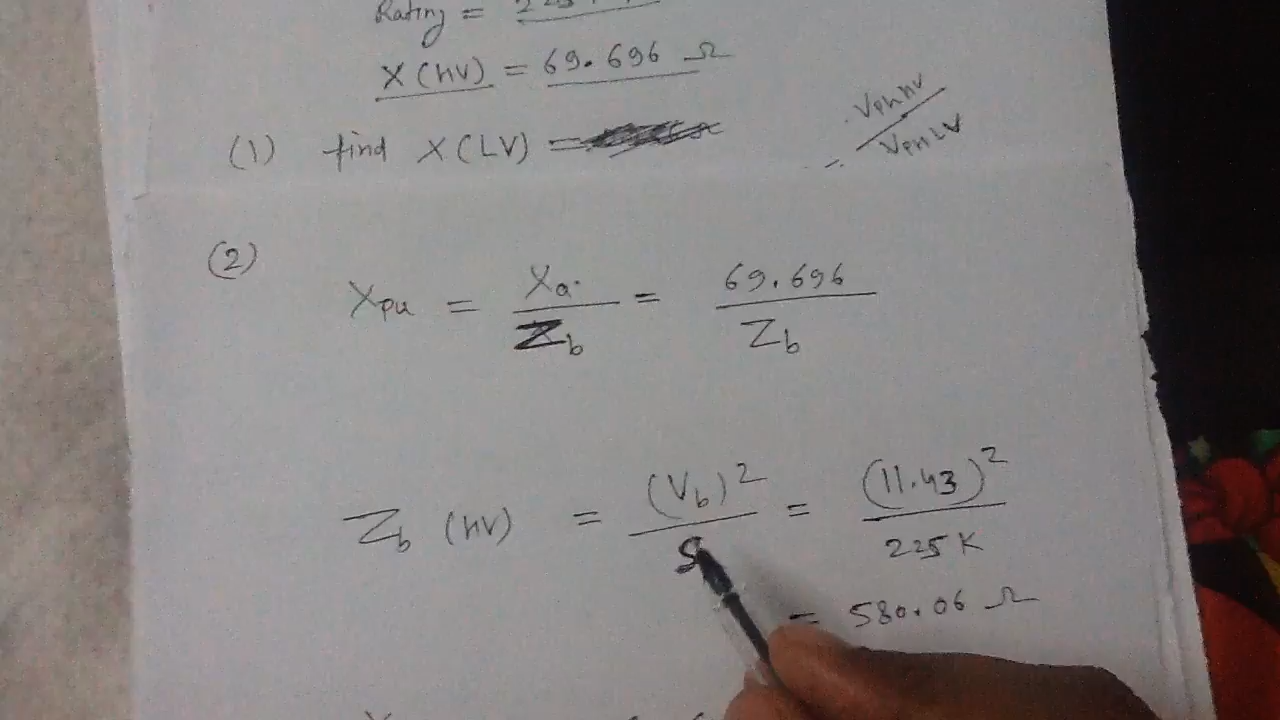 Rating =
X (HV) = 69.696 Ω
(1) find X (LV) =
= VPH HV / VPH LV
(2)
Xpu = Xa / Zb = 69.696 / Zb
Zb (HV) = (Vb)² / S = (11.43)² / 225 K
= 580.06 Ω